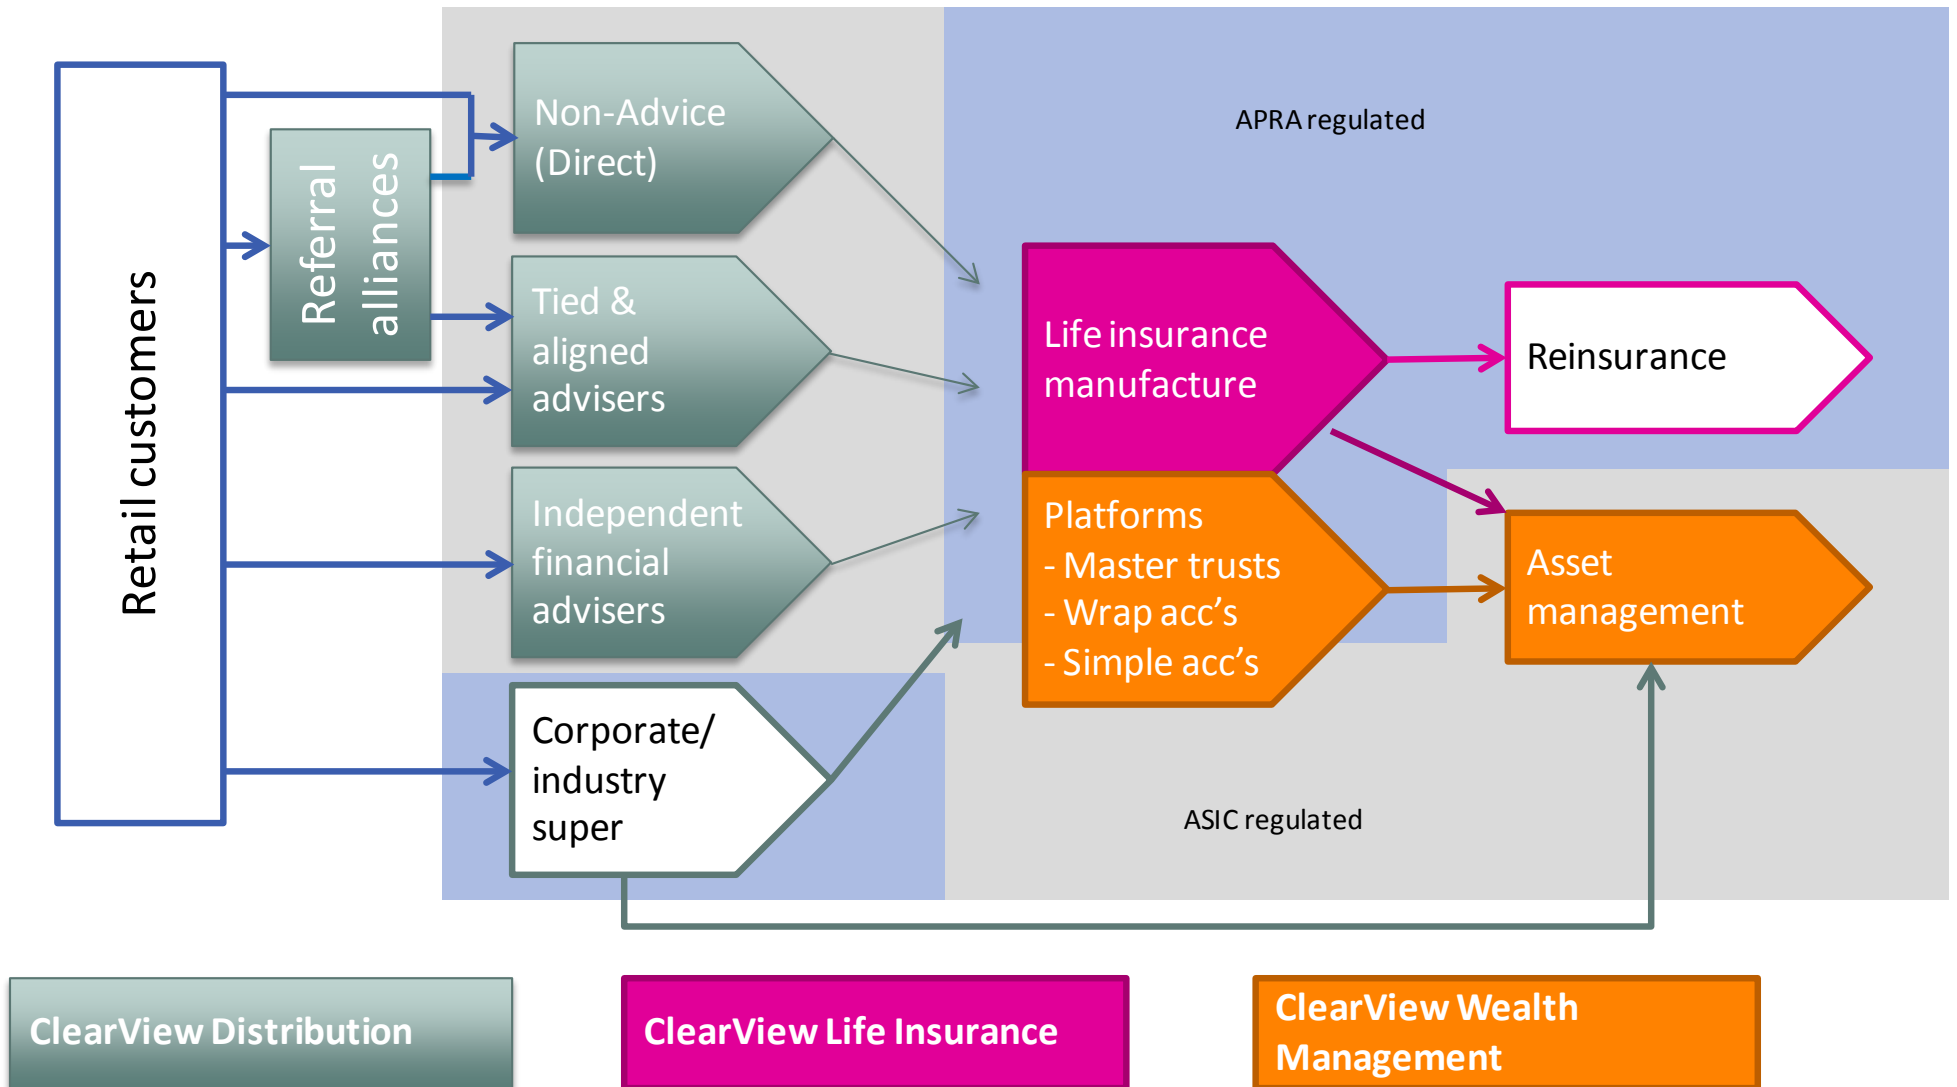 Retail customers
Referral
alliances
Non-Advice
(Direct)
Tied &
aligned
advisers
Independent
financial
advisers
Corporate/
industry
super
APRA regulated
Life insurance
manufacture
Reinsurance
Platforms
- Master trusts
- Wrap acc’s
- Simple acc’s
Asset
management
ASIC regulated
ClearView Distribution
ClearView Life Insurance
ClearView Wealth
Management